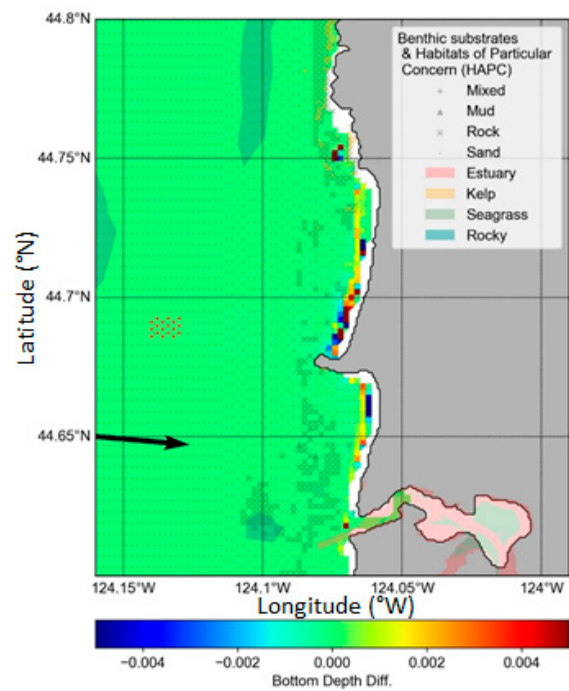 44.8°N
Benthic substrates
& Habitats of Particular
Concern (HAPC)
Mixed
Mud
Rock
Sand
Estuary
Kelp
Seagrass
Rocky
44.75°N
44.7°N
44.65°N
Latitude (°N)
124.15°W 124.1°W 124.05°W 124°W
Longitude (°W)
−0.004 −0.002 0.000 0.002 0.004
Bottom Depth Diff.